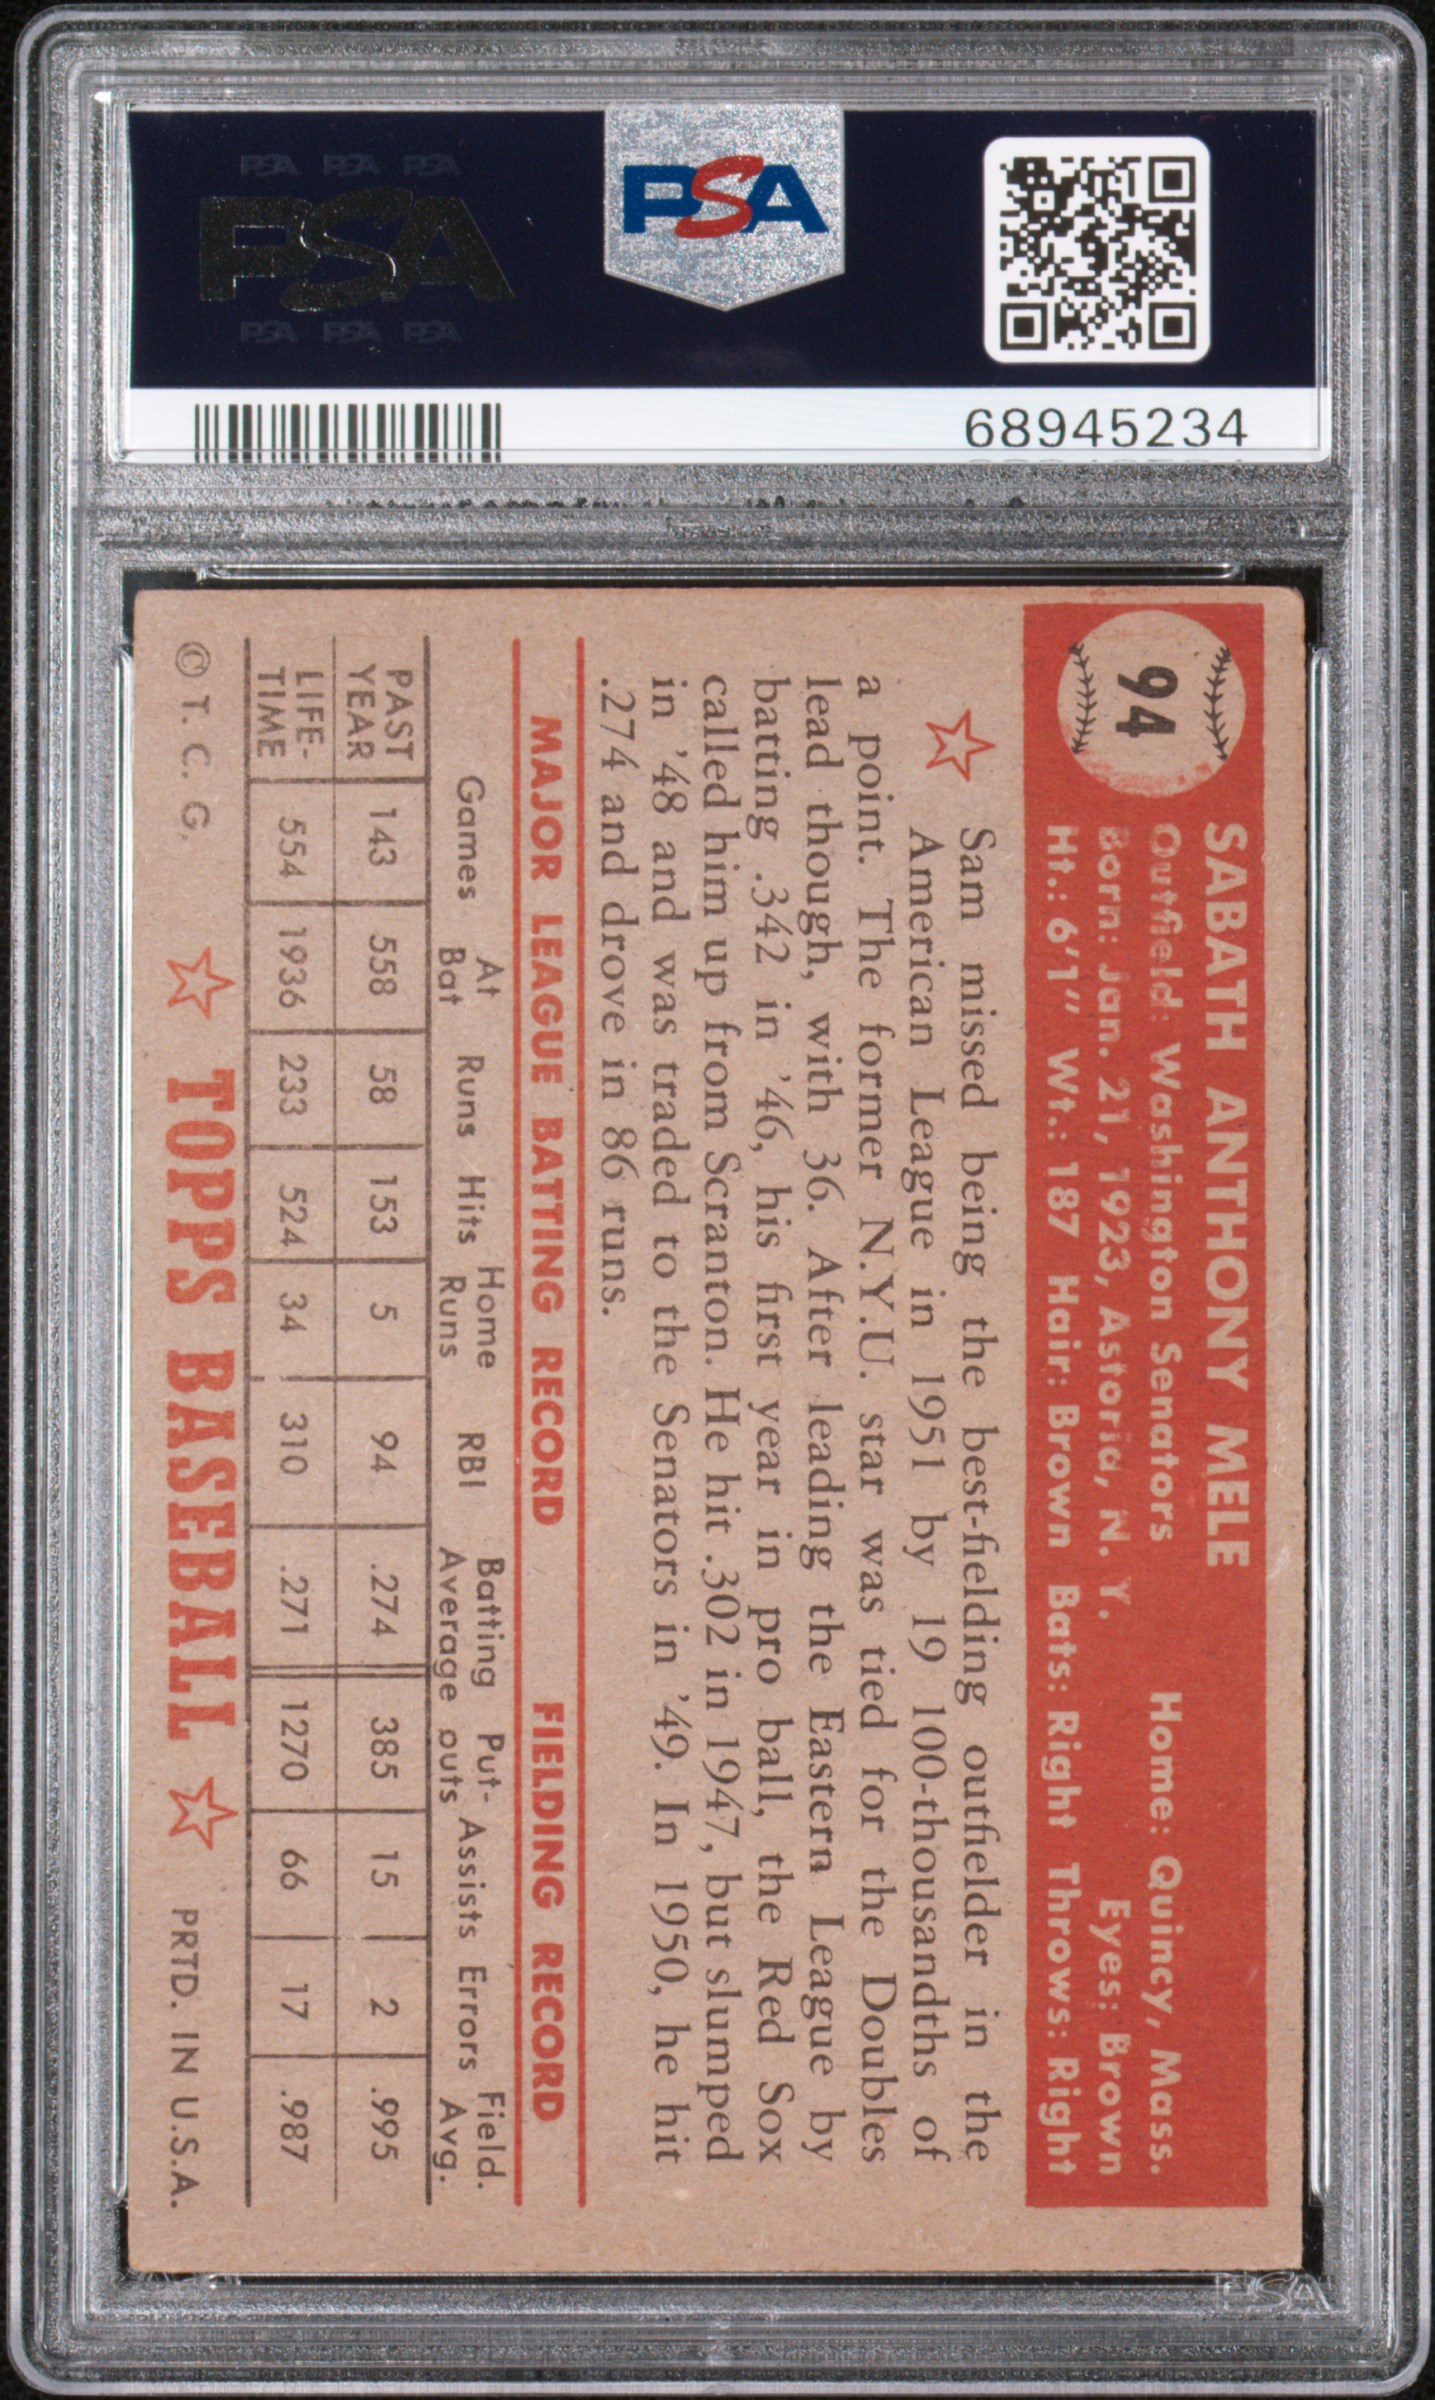 PSA PSA PSA
PSA
PSA PSA PSA
PSA
68945234
94
SABATH ANTHONY MELE
Outfield: Washington Senators Home: Quincy, Mass.
Born: Jan. 21, 1923, Astoria, N. Y. Eyes: Brown
Ht.: 6'1" Wt.: 187 Hair: Brown Bats: Right Throws: Right
Sam missed being the best-fielding outfielder in the
American League in 1951 by 19 100-thousandths of
a point. The former N.Y.U. star was tied for the Doubles
lead though, with 36. After leading the Eastern League by
batting .342 in '46, his first year in pro ball, the Red Sox
called him up from Scranton. He hit .302 in 1947, but slumped
in '48 and was traded to the Senators in '49. In 1950, he hit
.274 and drove in 86 runs.
MAJOR LEAGUE BATTING RECORD FIELDING RECORD
Games At Bat Runs Hits Home Runs RBI Batting Average Put-outs Assists Errors Field. Avg.
PAST YEAR 143 558 58 153 5 94 .274 385 15 2 .995
LIFE-TIME 554 1936 233 524 34 310 .271 1270 66 17 .987
© T. C. G. TOPPS BASEBALL PRTD. IN U.S.A.
PSA